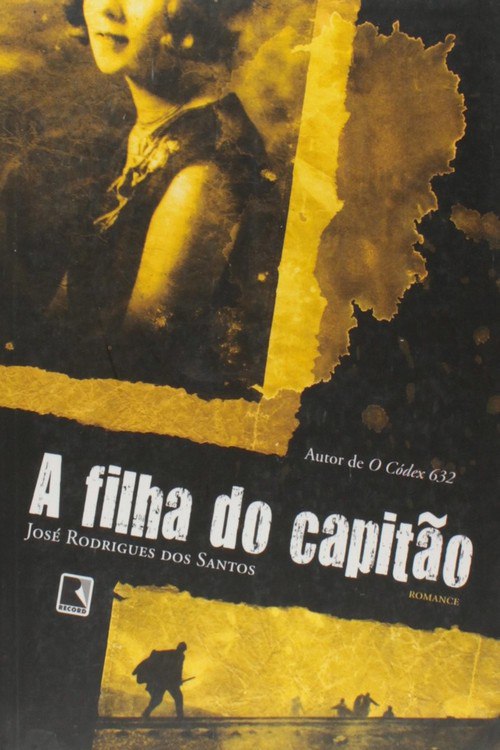 Autor de O Códex 632
A filha do capitão
JOSÉ RODRIGUES DOS SANTOS
ROMANCE
RECORD